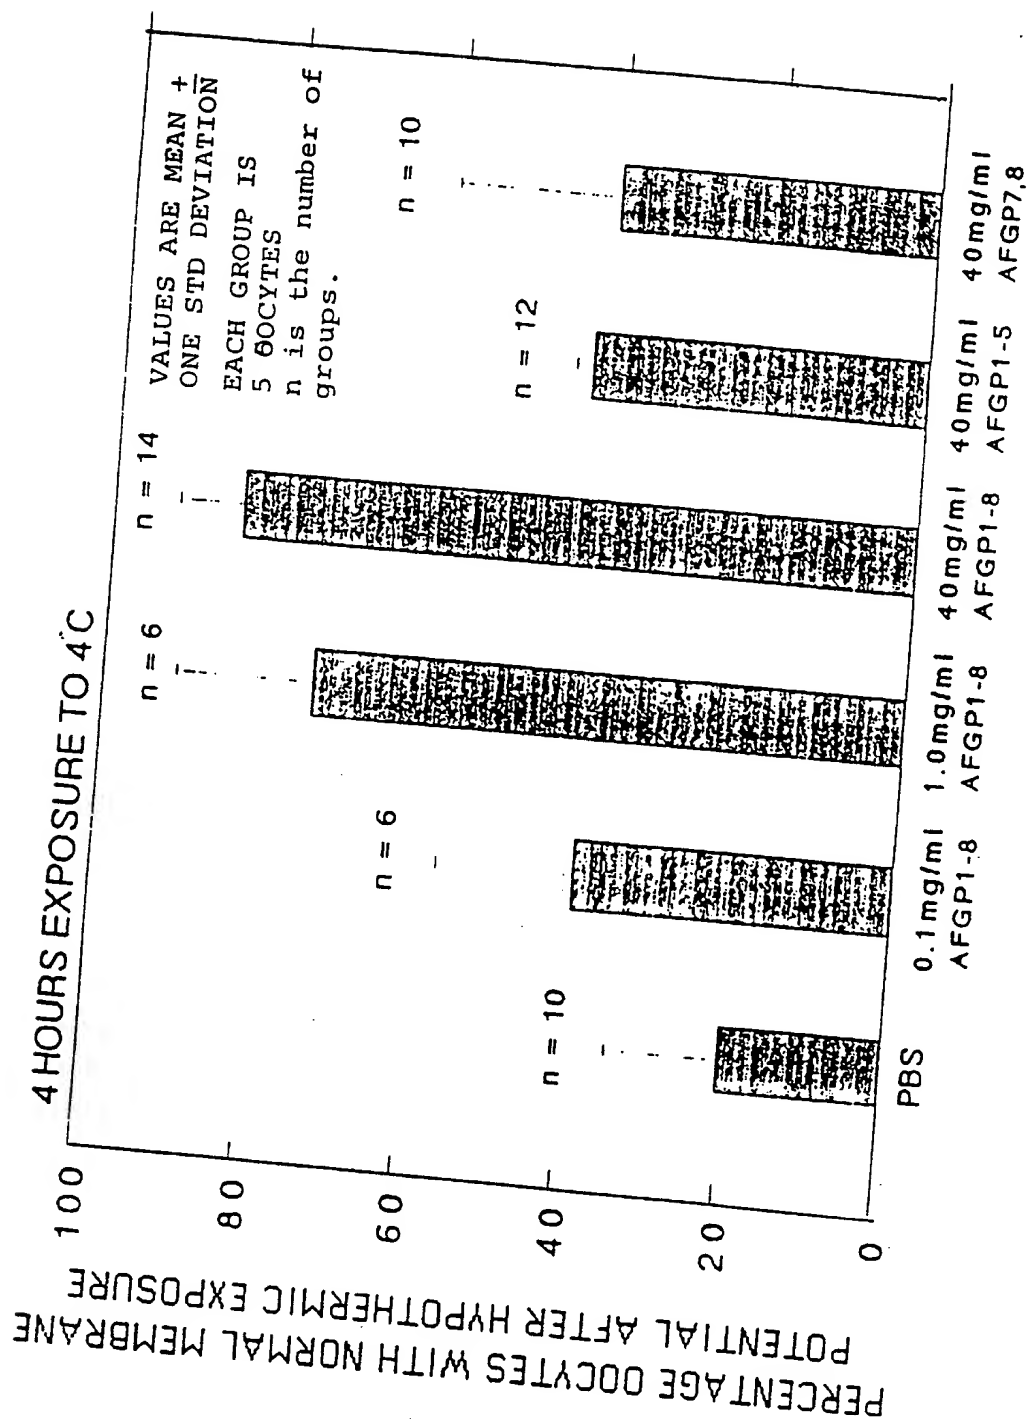 4 HOURS EXPOSURE TO 4°C
VALUES ARE MEAN ±
ONE STD DEVIATION
EACH GROUP IS
5 OOCYTES
n is the number of
groups.
n = 10
n = 6
n = 6
n = 14
n = 12
n = 10
100
80
60
40
20
0
PERCENTAGE OOCYTES WITH NORMAL MEMBRANE
POTENTIAL AFTER HYPOTHERMIC EXPOSURE
PBS
0.1mg/ml
AFGP1-8
1.0mg/ml
AFGP1-8
40mg/ml
AFGP1-8
40mg/ml
AFGP1-5
40mg/ml
AFGP7,8